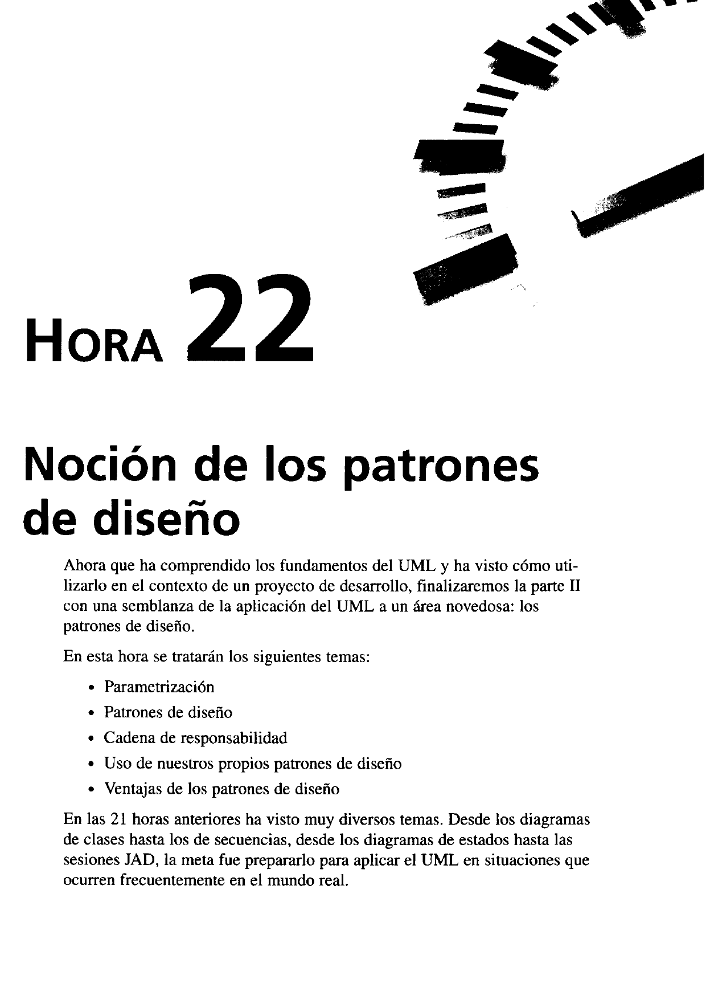 HORA 22
Noción de los patrones
de diseño
Ahora que ha comprendido los fundamentos del UML y ha visto cómo uti-
lizarlo en el contexto de un proyecto de desarrollo, finalizaremos la parte II
con una semblanza de la aplicación del UML a un área novedosa: los
patrones de diseño.
En esta hora se tratarán los siguientes temas:
• Parametrización
• Patrones de diseño
• Cadena de responsabilidad
• Uso de nuestros propios patrones de diseño
• Ventajas de los patrones de diseño
En las 21 horas anteriores ha visto muy diversos temas. Desde los diagramas
de clases hasta los de secuencias, desde los diagramas de estados hasta las
sesiones JAD, la meta fue prepararlo para aplicar el UML en situaciones que
ocurren frecuentemente en el mundo real.